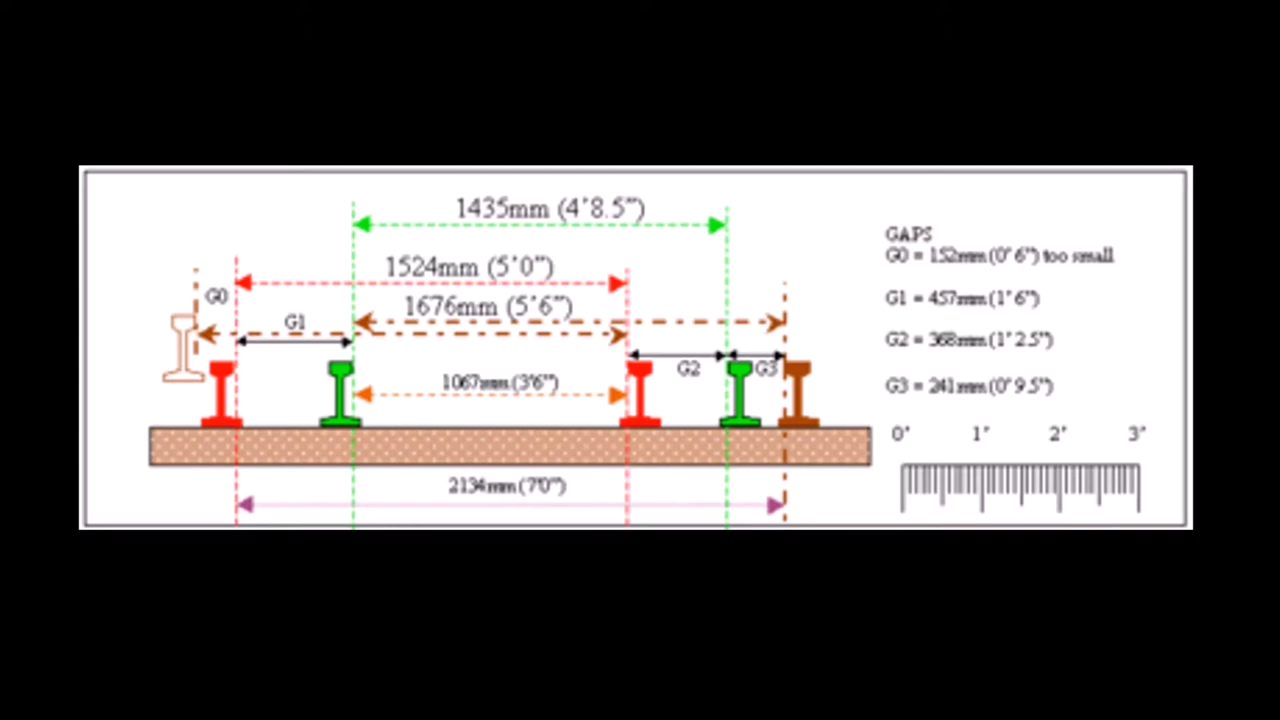 1435mm (4'8.5")
1524mm (5'0")
1676mm (5'6")
G0
G1
1067mm (3'6")
G2
G3
2134mm (7'0")
GAPS
G0 = 152mm (0' 6") too small
G1 = 457mm (1' 6")
G2 = 368mm (1' 2.5")
G3 = 241mm (0' 9.5")
0' 1' 2' 3'